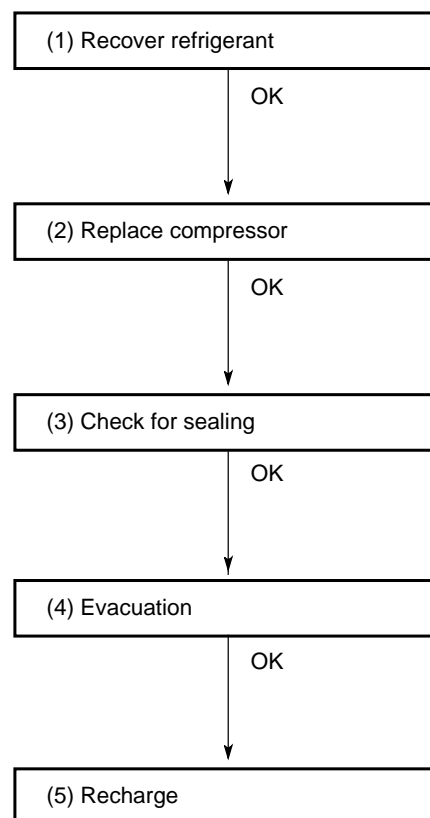 (1) Recover refrigerant
OK
(2) Replace compressor
OK
(3) Check for sealing
OK
(4) Evacuation
OK
(5) Recharge